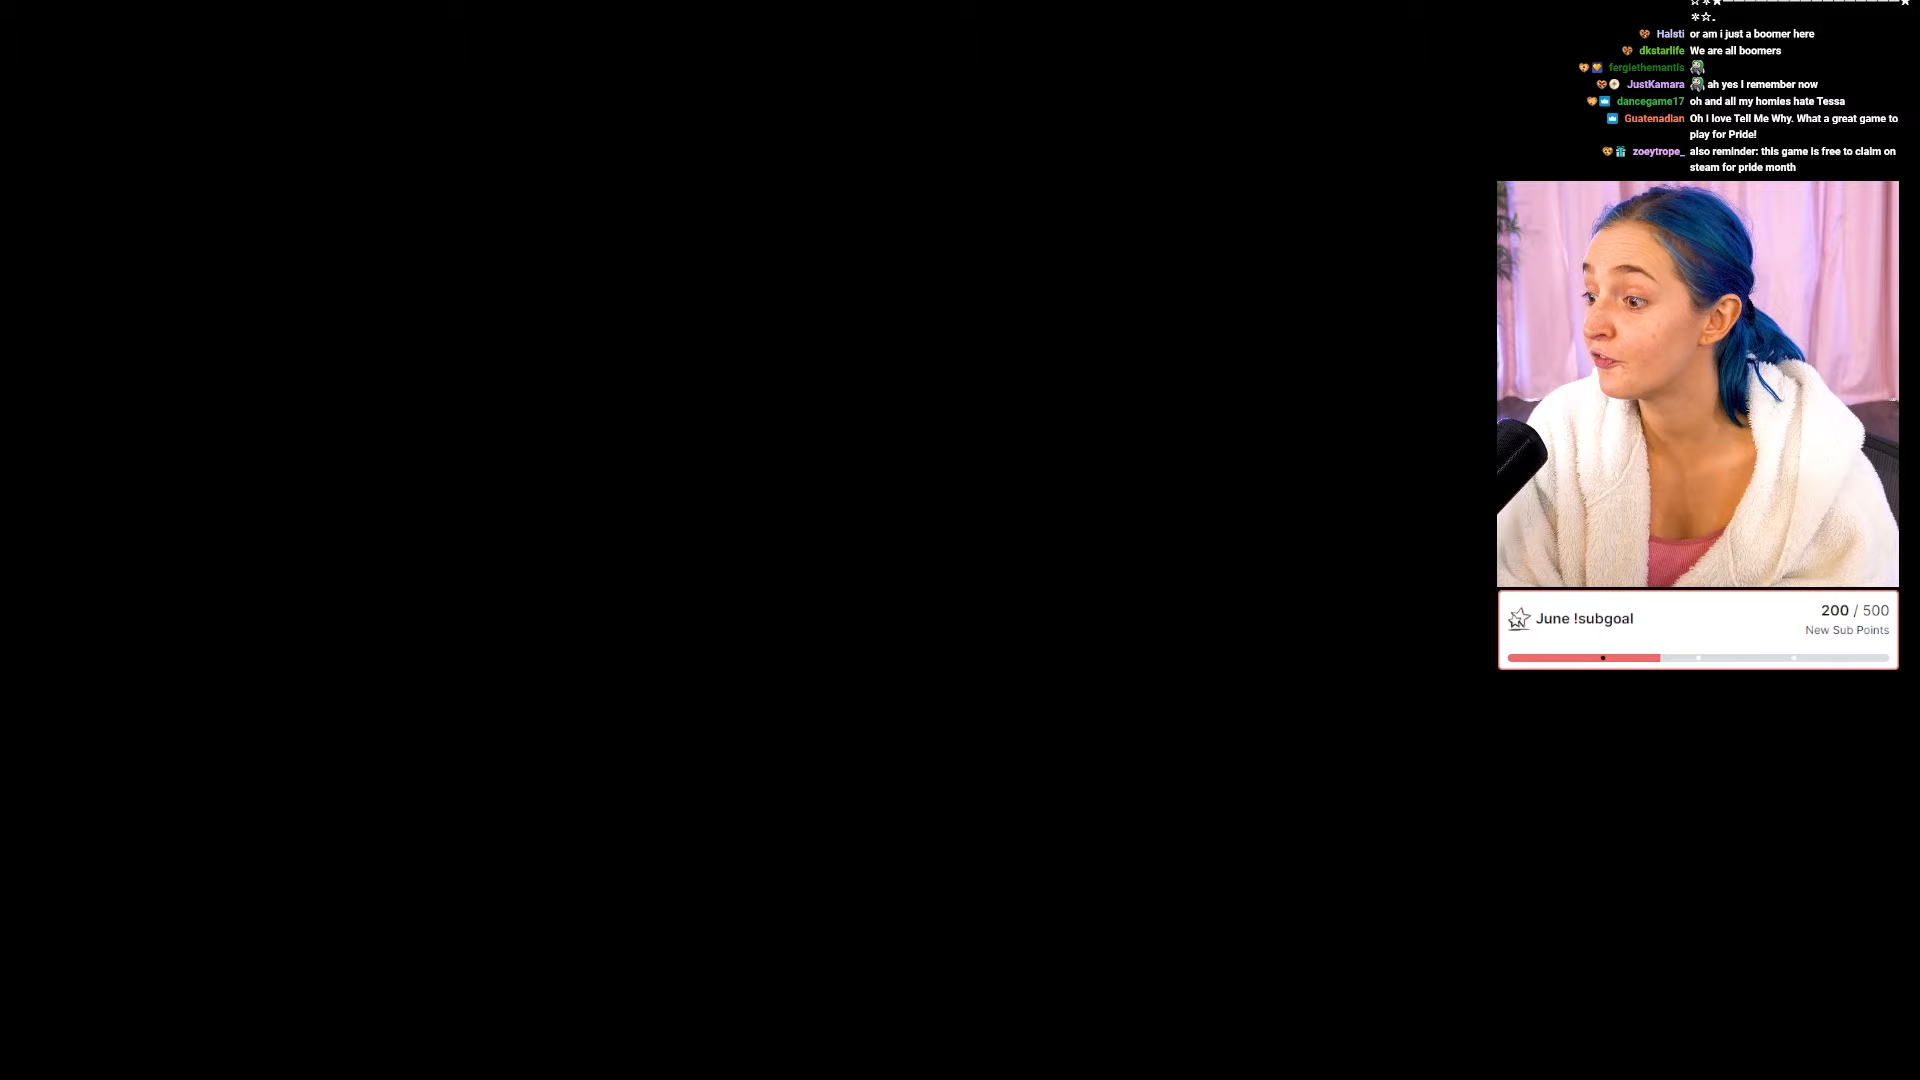 Halsti or am i just a boomer here
dkstarlife We are all boomers
fergiethemantis
JustKamara ah yes I remember now
dancegame17 oh and all my homies hate Tessa
Guatenadian Oh I love Tell Me Why. What a great game to
play for Pride!
zoeytrope_ also reminder: this game is free to claim on
steam for pride month
June !subgoal
200 / 500
New Sub Points